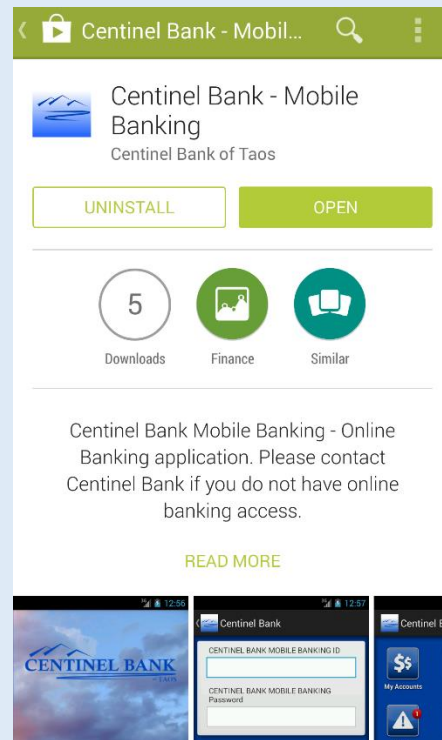 Centinel Bank - Mobil...
Centinel Bank - Mobile
Banking
Centinel Bank of Taos
UNINSTALL
OPEN
5
Downloads
Finance
Similar
Centinel Bank Mobile Banking - Online
Banking application. Please contact
Centinel Bank if you do not have online
banking access.
READ MORE
12:56
CENTINEL BANK
12:57
Centinel Bank
CENTINEL BANK MOBILE BANKING ID
CENTINEL BANK MOBILE BANKING
Password
Centinel B
$s
My Accounts
1